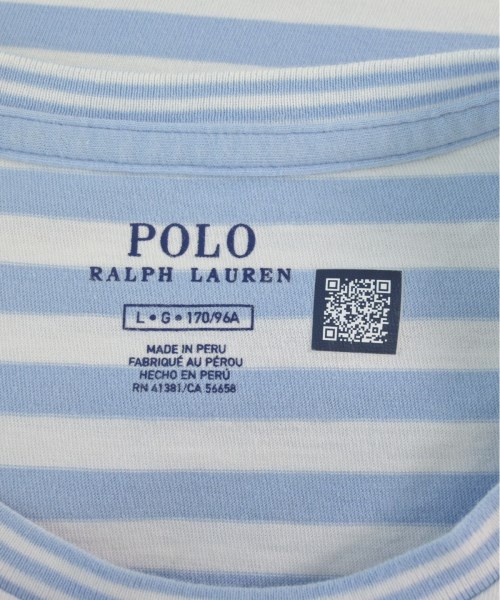 POLO
RALPH LAUREN
L • G • 170/96A
MADE IN PERU
FABRIQUÉ AU PÉROU
HECHO EN PERÚ
RN 41381/CA 56658